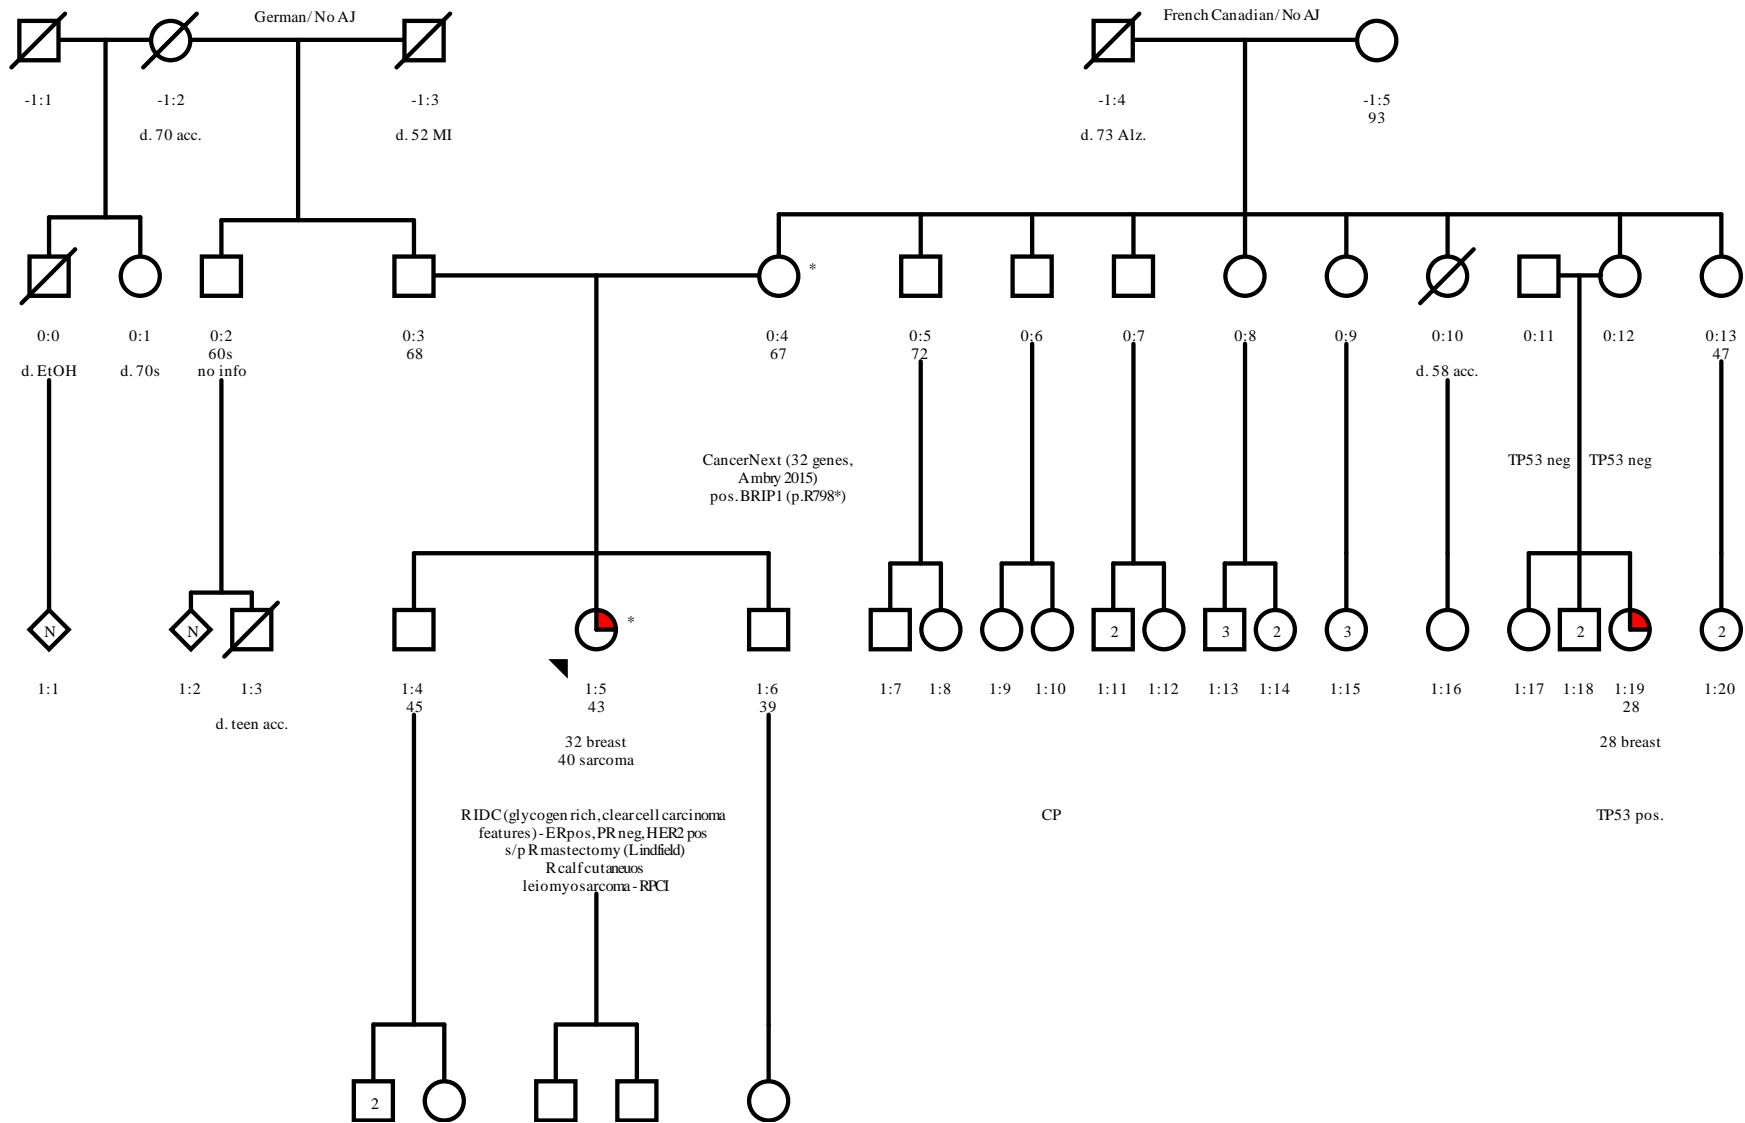 German/ No AJ
French Canadian/ No AJ
-1:1
-1:2
-1:3
-1:4
-1:5
93
d. 70 acc.
d. 52 MI
d. 73 Alz.
*
0:0
0:1
0:2
0:3
0:4
0:5
0:6
0:7
0:8
0:9
0:10
0:11
0:12
0:13
60s
68
67
72
47
d. EtOH
d. 70s
no info
d. 58 acc.
CancerNext (32 genes,
Ambry 2015)
pos. BRIP1 (p.R798*)
TP53 neg
TP53 neg
N
N
*
2
3
2
3
2
2
1:1
1:2
1:3
1:4
1:5
1:6
1:7
1:8
1:9
1:10
1:11
1:12
1:13
1:14
1:15
1:16
1:17
1:18
1:19
1:20
45
43
39
28
d. teen acc.
32 breast
40 sarcoma
28 breast
R IDC (glycogen rich, clear cell carcinoma
features) - ER pos, PR neg, HER2 pos
s/p R mastectomy (Lindfield)
R calf cutaneuos
leiomyosarcoma - RPCI
CP
TP53 pos.
2